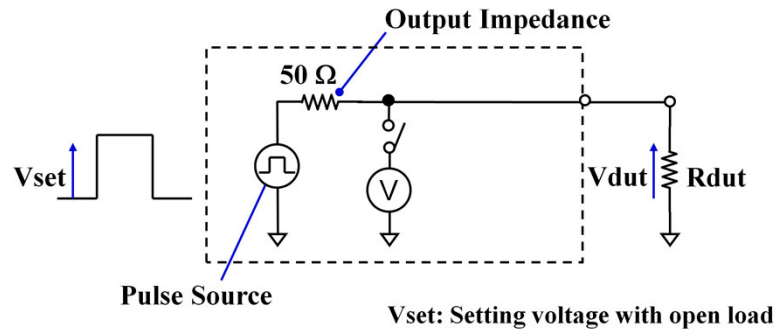 Output Impedance
50 Ω
Vset
V
Vdut
Rdut
Pulse Source
Vset: Setting voltage with open load